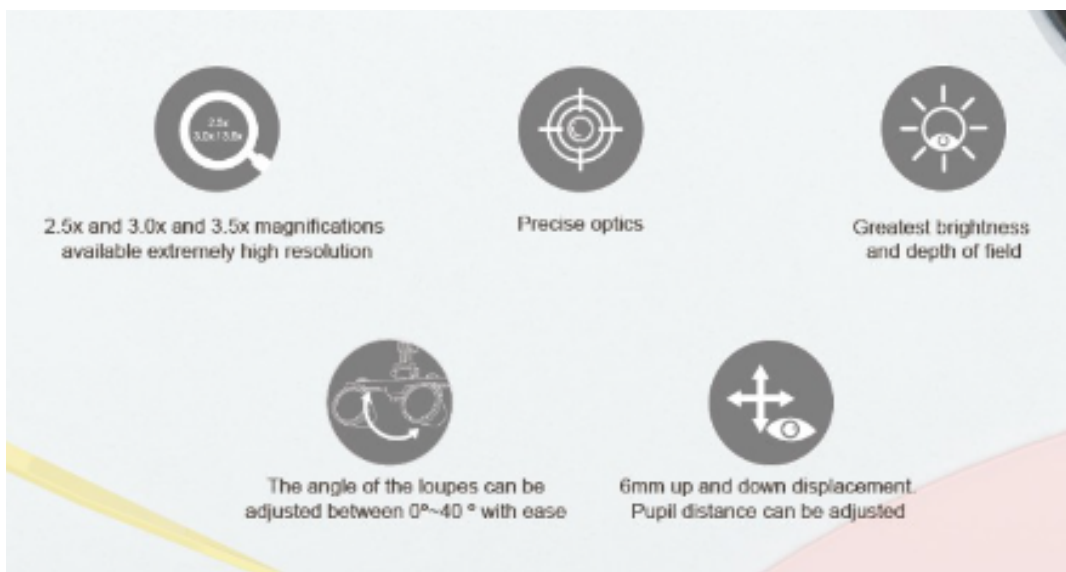 2.5x
3.0x 3.5x
2.5x and 3.0x and 3.5x magnifications
available extremely high resolution
Precise optics
Greatest brightness
and depth of field
The angle of the loupes can be
adjusted between 0º~40 º with ease
6mm up and down displacement.
Pupil distance can be adjusted